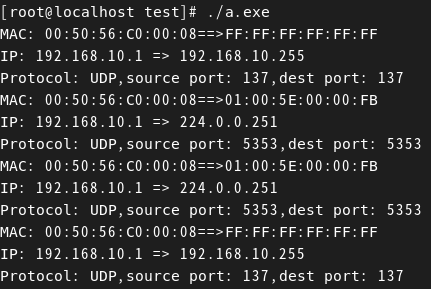 [root@localhost test]# ./a.exe
MAC: 00:50:56:C0:00:08==>FF:FF:FF:FF:FF:FF
IP: 192.168.10.1 => 192.168.10.255
Protocol: UDP,source port: 137,dest port: 137
MAC: 00:50:56:C0:00:08==>01:00:5E:00:00:FB
IP: 192.168.10.1 => 224.0.0.251
Protocol: UDP,source port: 5353,dest port: 5353
MAC: 00:50:56:C0:00:08==>01:00:5E:00:00:FB
IP: 192.168.10.1 => 224.0.0.251
Protocol: UDP,source port: 5353,dest port: 5353
MAC: 00:50:56:C0:00:08==>FF:FF:FF:FF:FF:FF
IP: 192.168.10.1 => 192.168.10.255
Protocol: UDP,source port: 137,dest port: 137